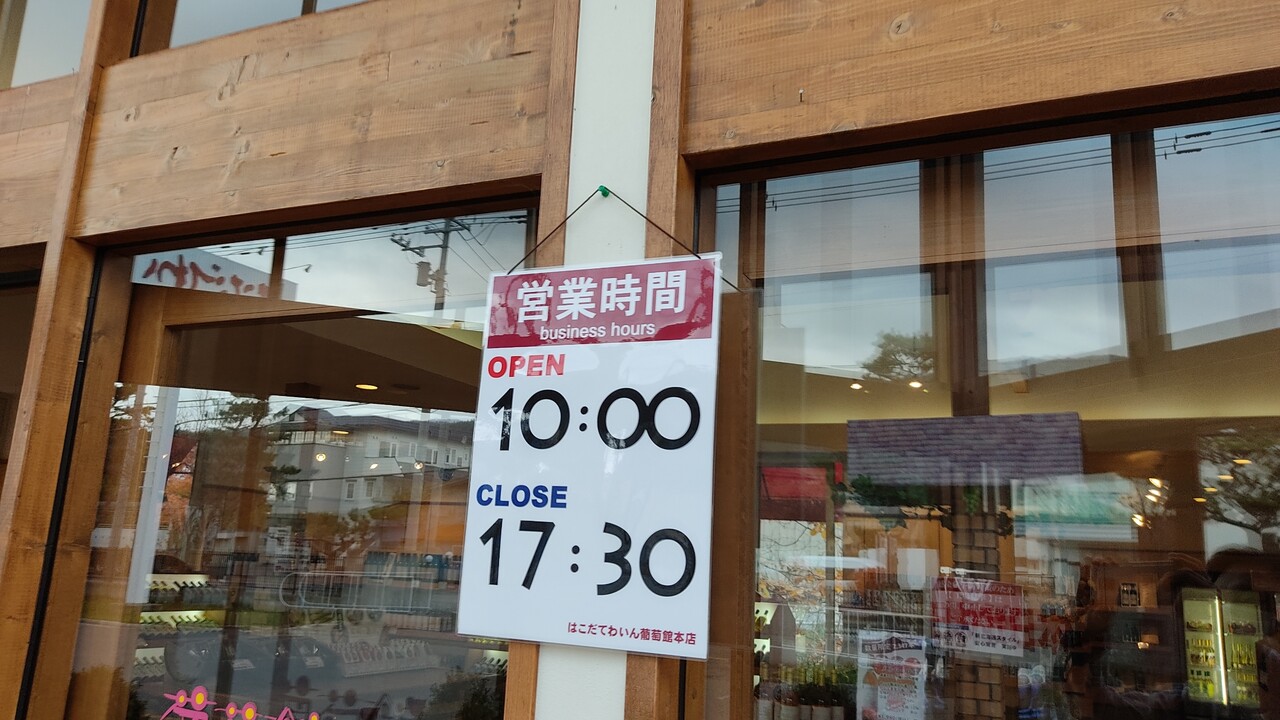 営業時間
business hours
OPEN
10:00
CLOSE
17:30
はこだてわいん葡萄館本店